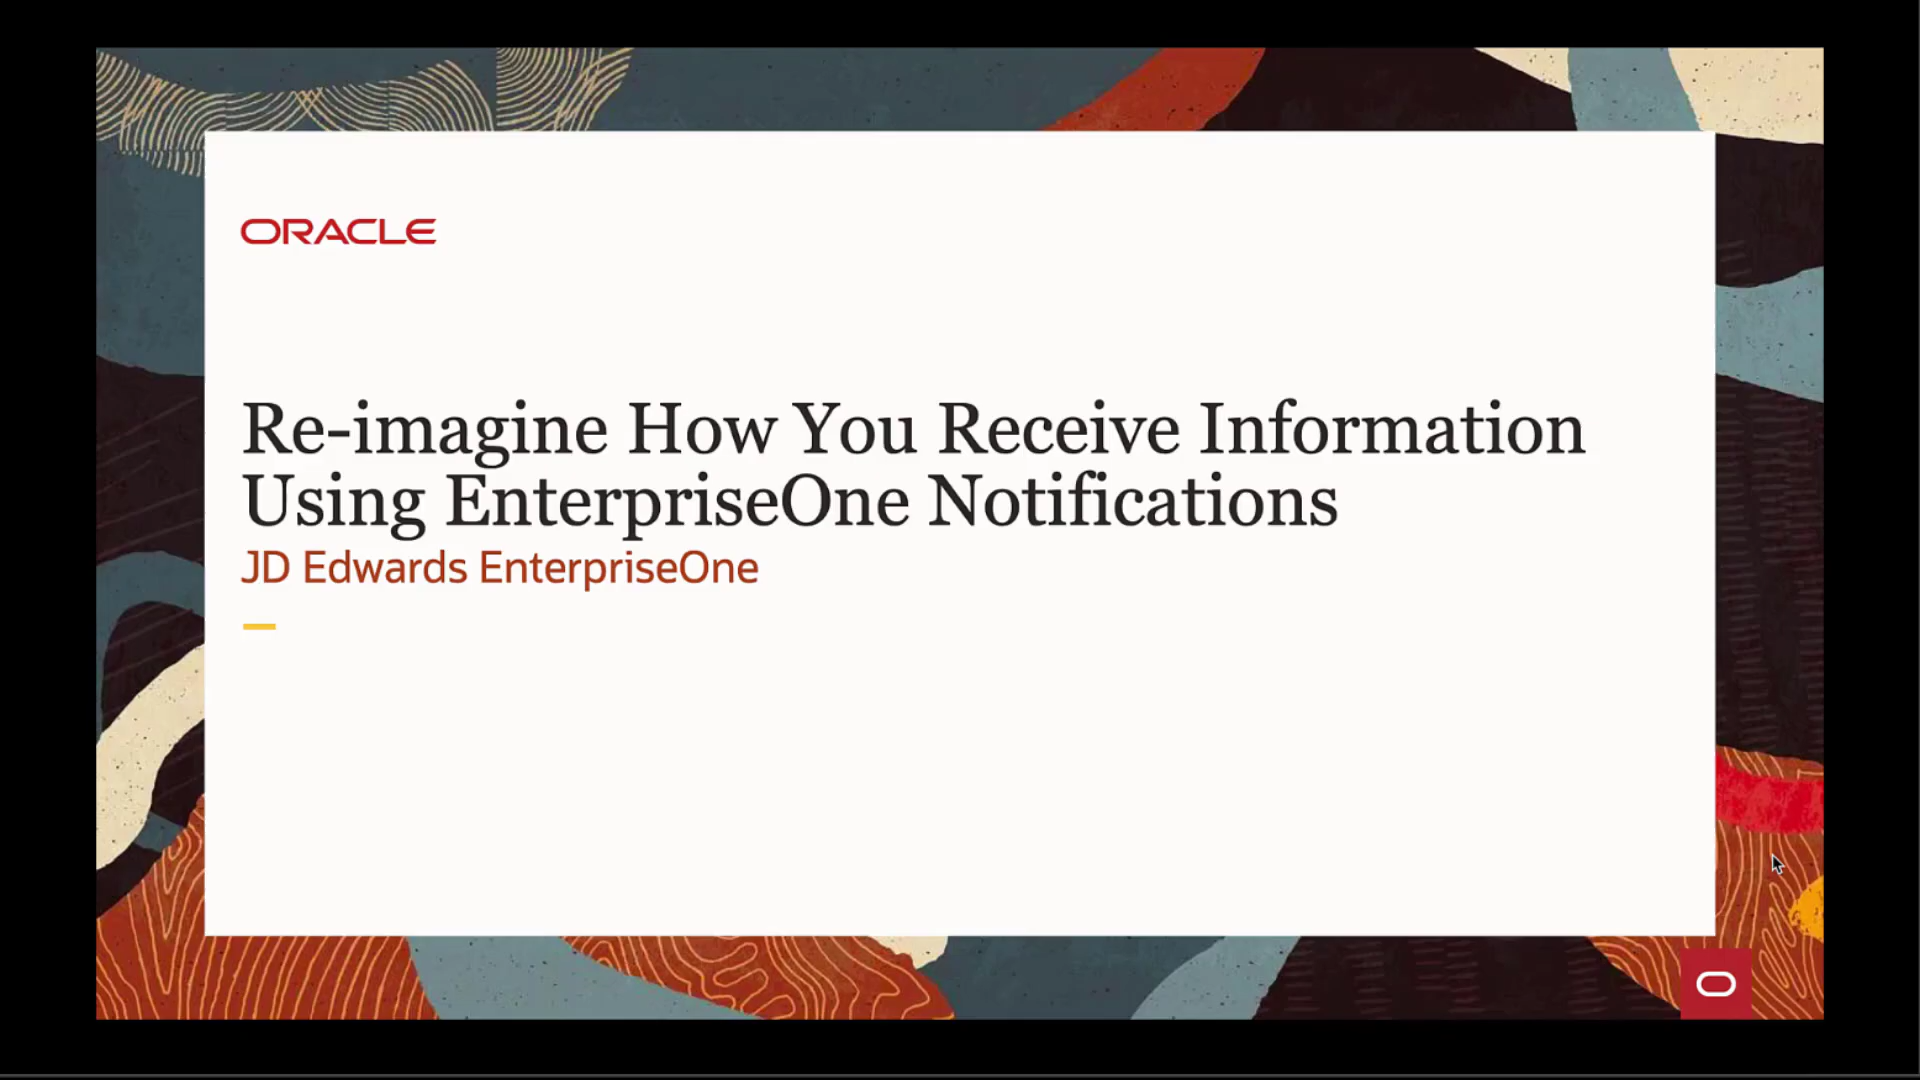 ORACLE
Re-imagine How You Receive Information
Using EnterpriseOne Notifications
JD Edwards EnterpriseOne